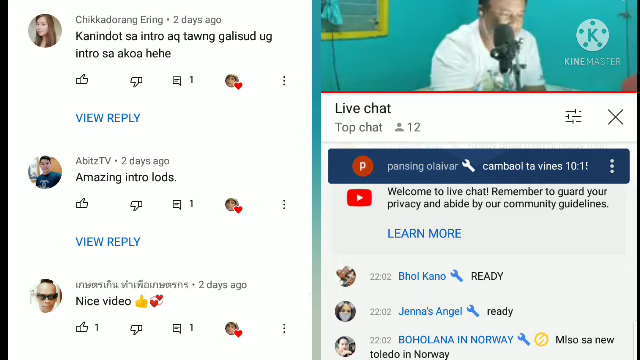 Chikkadorang Ering • 2 days ago
Kanindot sa intro aq tawng galisud ug
intro sa akoa hehe
1
VIEW REPLY
AbitzTV • 2 days ago
Amazing intro lods.
1
VIEW REPLY
เกษตรเกิน ทำเพื่อเกษตรกร • 2 days ago
Nice video 👍💞
1
1
KINEMASTER
Live chat
Top chat 12
p pansing olaivar cambaol ta vines 10:15
Welcome to live chat! Remember to guard your
privacy and abide by our community guidelines.
LEARN MORE
22:02 Bhol Kano READY
22:02 Jenna's Angel ready
22:02 BOHOLANA IN NORWAY Mlso sa new
toledo in Norway